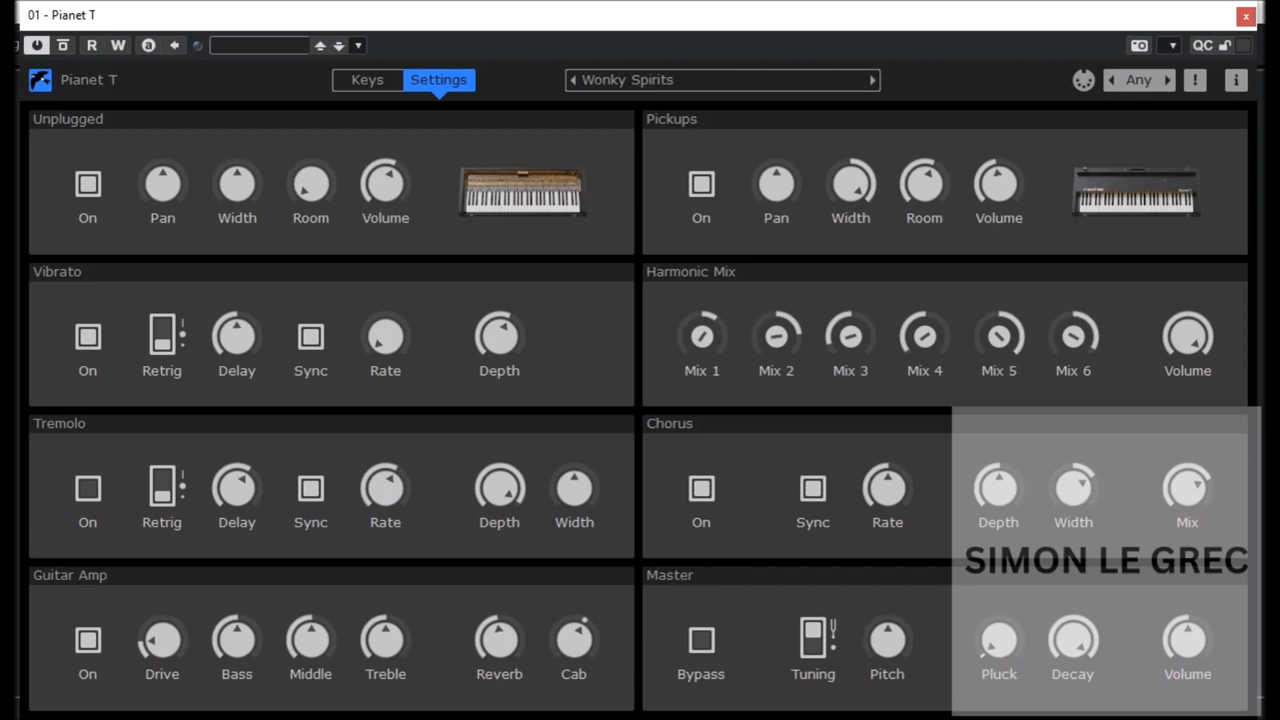 01 - Pianet T
R W a QC
Pianet T Keys Settings Wonky Spirits Any ! i
Unplugged
On Pan Width Room Volume
Pickups
On Pan Width Room Volume
Vibrato
On Retrig Delay Sync Rate Depth
Harmonic Mix
Mix 1 Mix 2 Mix 3 Mix 4 Mix 5 Mix 6 Volume
Tremolo
On Retrig Delay Sync Rate Depth Width
Chorus
On Sync Rate Depth Width Mix
SIMON LE GREC
Guitar Amp
On Drive Bass Middle Treble Reverb Cab
Master
Bypass Tuning Pitch Pluck Decay Volume